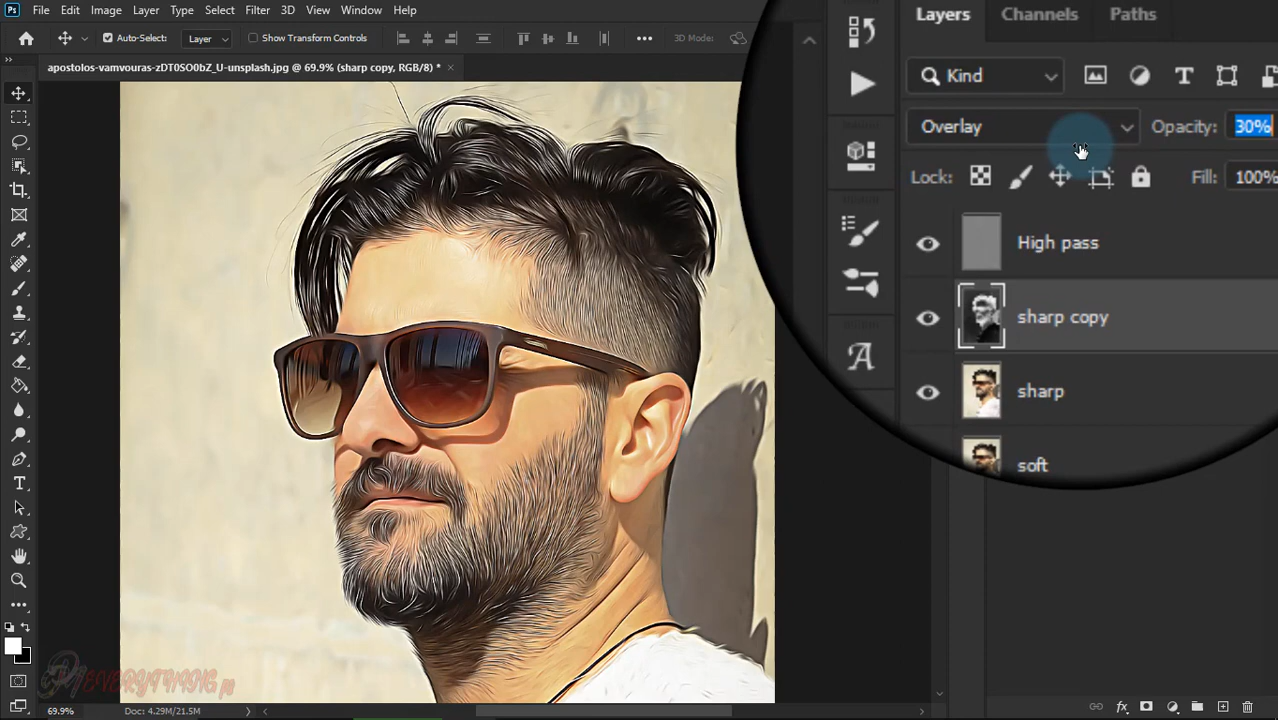 Ps File Edit Image Layer Type Select Filter 3D View Window Help
Auto-Select: Layer Show Transform Controls 3D Mode:
apostolos-vamvouras-zDT0SO0bZ_U-unsplash.jpg @ 69.9% (sharp copy, RGB/8) *
Layers Channels Paths
Kind
Overlay Opacity: 30%
Lock: Fill: 100%
High pass
sharp copy
sharp
soft
EVERYTHING
69.9% Doc: 4.29M/21.5M